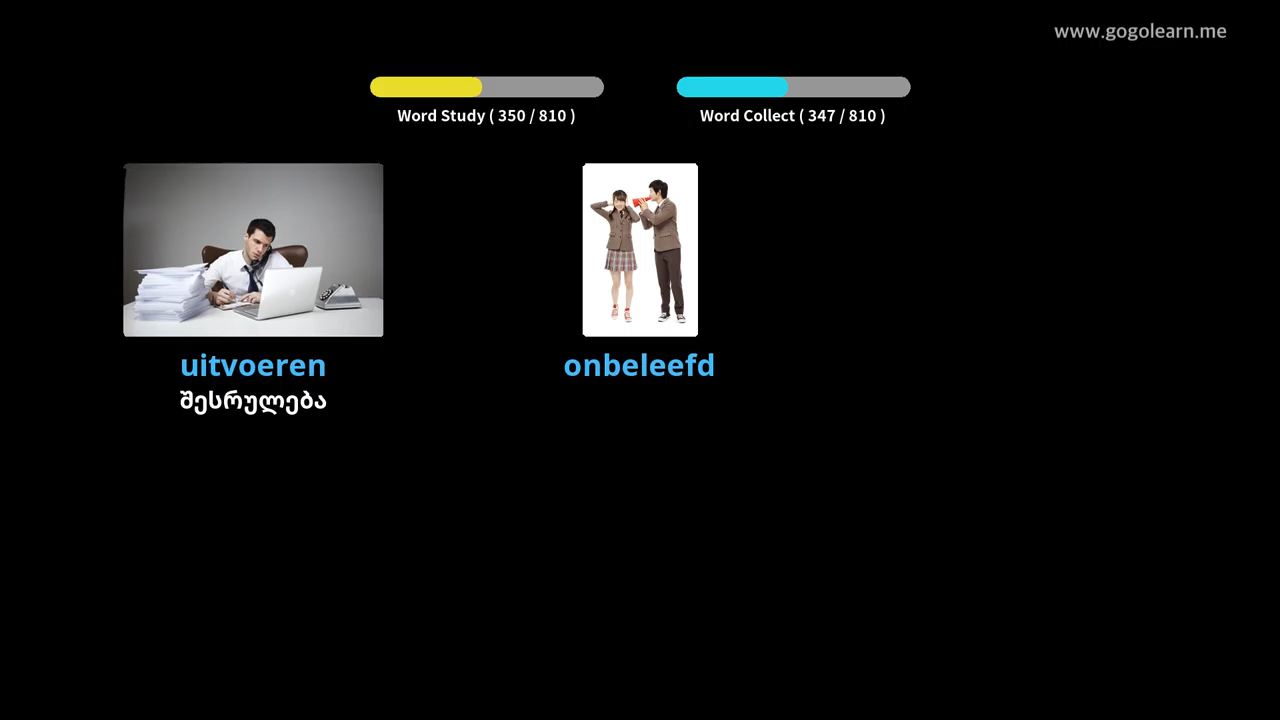 www.gogolearn.me
Word Study ( 350 / 810 )
Word Collect ( 347 / 810 )
uitvoeren
შესრულება
onbeleefd